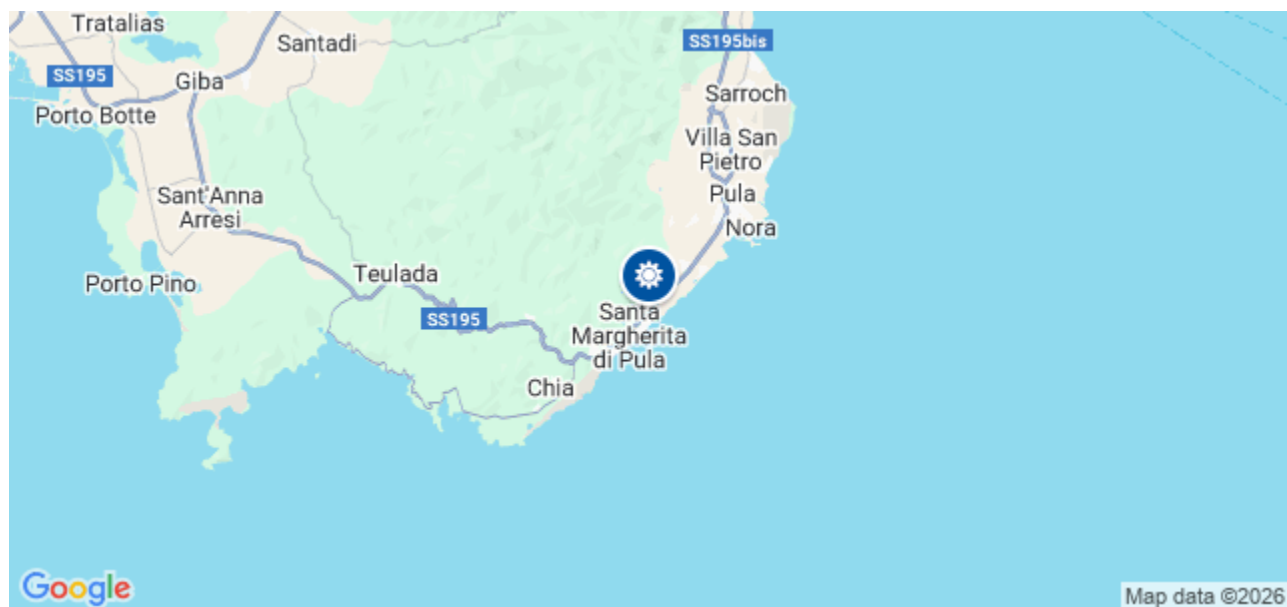 Tratalias
Santadi
SS195bis
SS195
Giba
Sarroch
Porto Botte
Villa San
Pietro
Sant'Anna
Arresi
Pula
Nora
Teulada
Porto Pino
SS195
Santa
Margherita
di Pula
Chia
Google
Map data ©2026